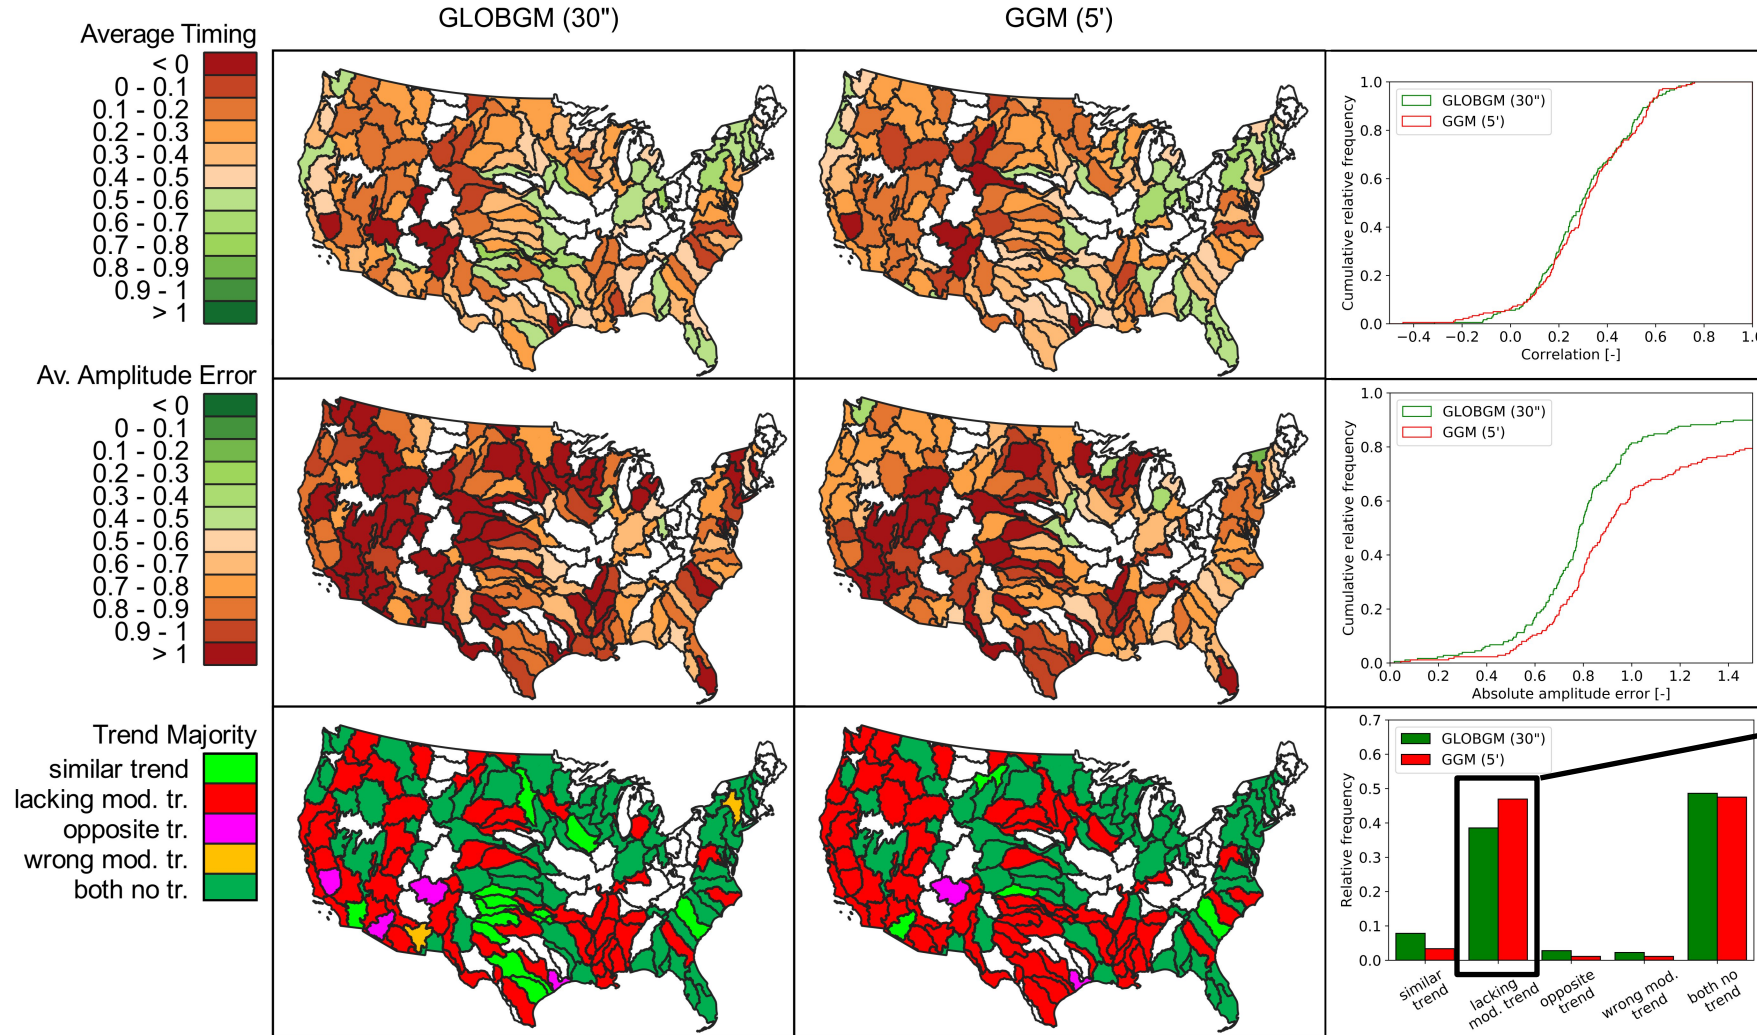 GLOBGM (30")
GGM (5')
Average Timing
< 0
0 - 0.1
0.1 - 0.2
0.2 - 0.3
0.3 - 0.4
0.4 - 0.5
0.5 - 0.6
0.6 - 0.7
0.7 - 0.8
0.8 - 0.9
0.9 - 1
> 1
Cumulative relative frequency
1.0
0.8
0.6
0.4
0.2
0.0
GLOBGM (30")
GGM (5')
−0.4 −0.2 0.0 0.2 0.4 0.6 0.8 1.0
Correlation [-]
Av. Amplitude Error
< 0
0 - 0.1
0.1 - 0.2
0.2 - 0.3
0.3 - 0.4
0.4 - 0.5
0.5 - 0.6
0.6 - 0.7
0.7 - 0.8
0.8 - 0.9
0.9 - 1
> 1
Cumulative relative frequency
1.0
0.8
0.6
0.4
0.2
0.0
GLOBGM (30")
GGM (5')
0.0 0.2 0.4 0.6 0.8 1.0 1.2 1.4
Absolute amplitude error [-]
Trend Majority
similar trend
lacking mod. tr.
opposite tr.
wrong mod. tr.
both no tr.
Relative frequency
0.7
0.6
0.5
0.4
0.3
0.2
0.1
0.0
GLOBGM (30")
GGM (5')
similar
trend
lacking
mod. trend
opposite
trend
wrong mod.
trend
both no
trend